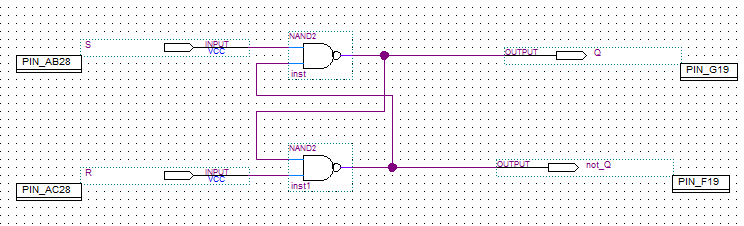 NAND2
S
INPUT
VCC
OUTPUT
Q
PIN_AB28
inst
PIN_G19
NAND2
R
INPUT
VCC
OUTPUT
not_Q
PIN_AC28
inst1
PIN_F19